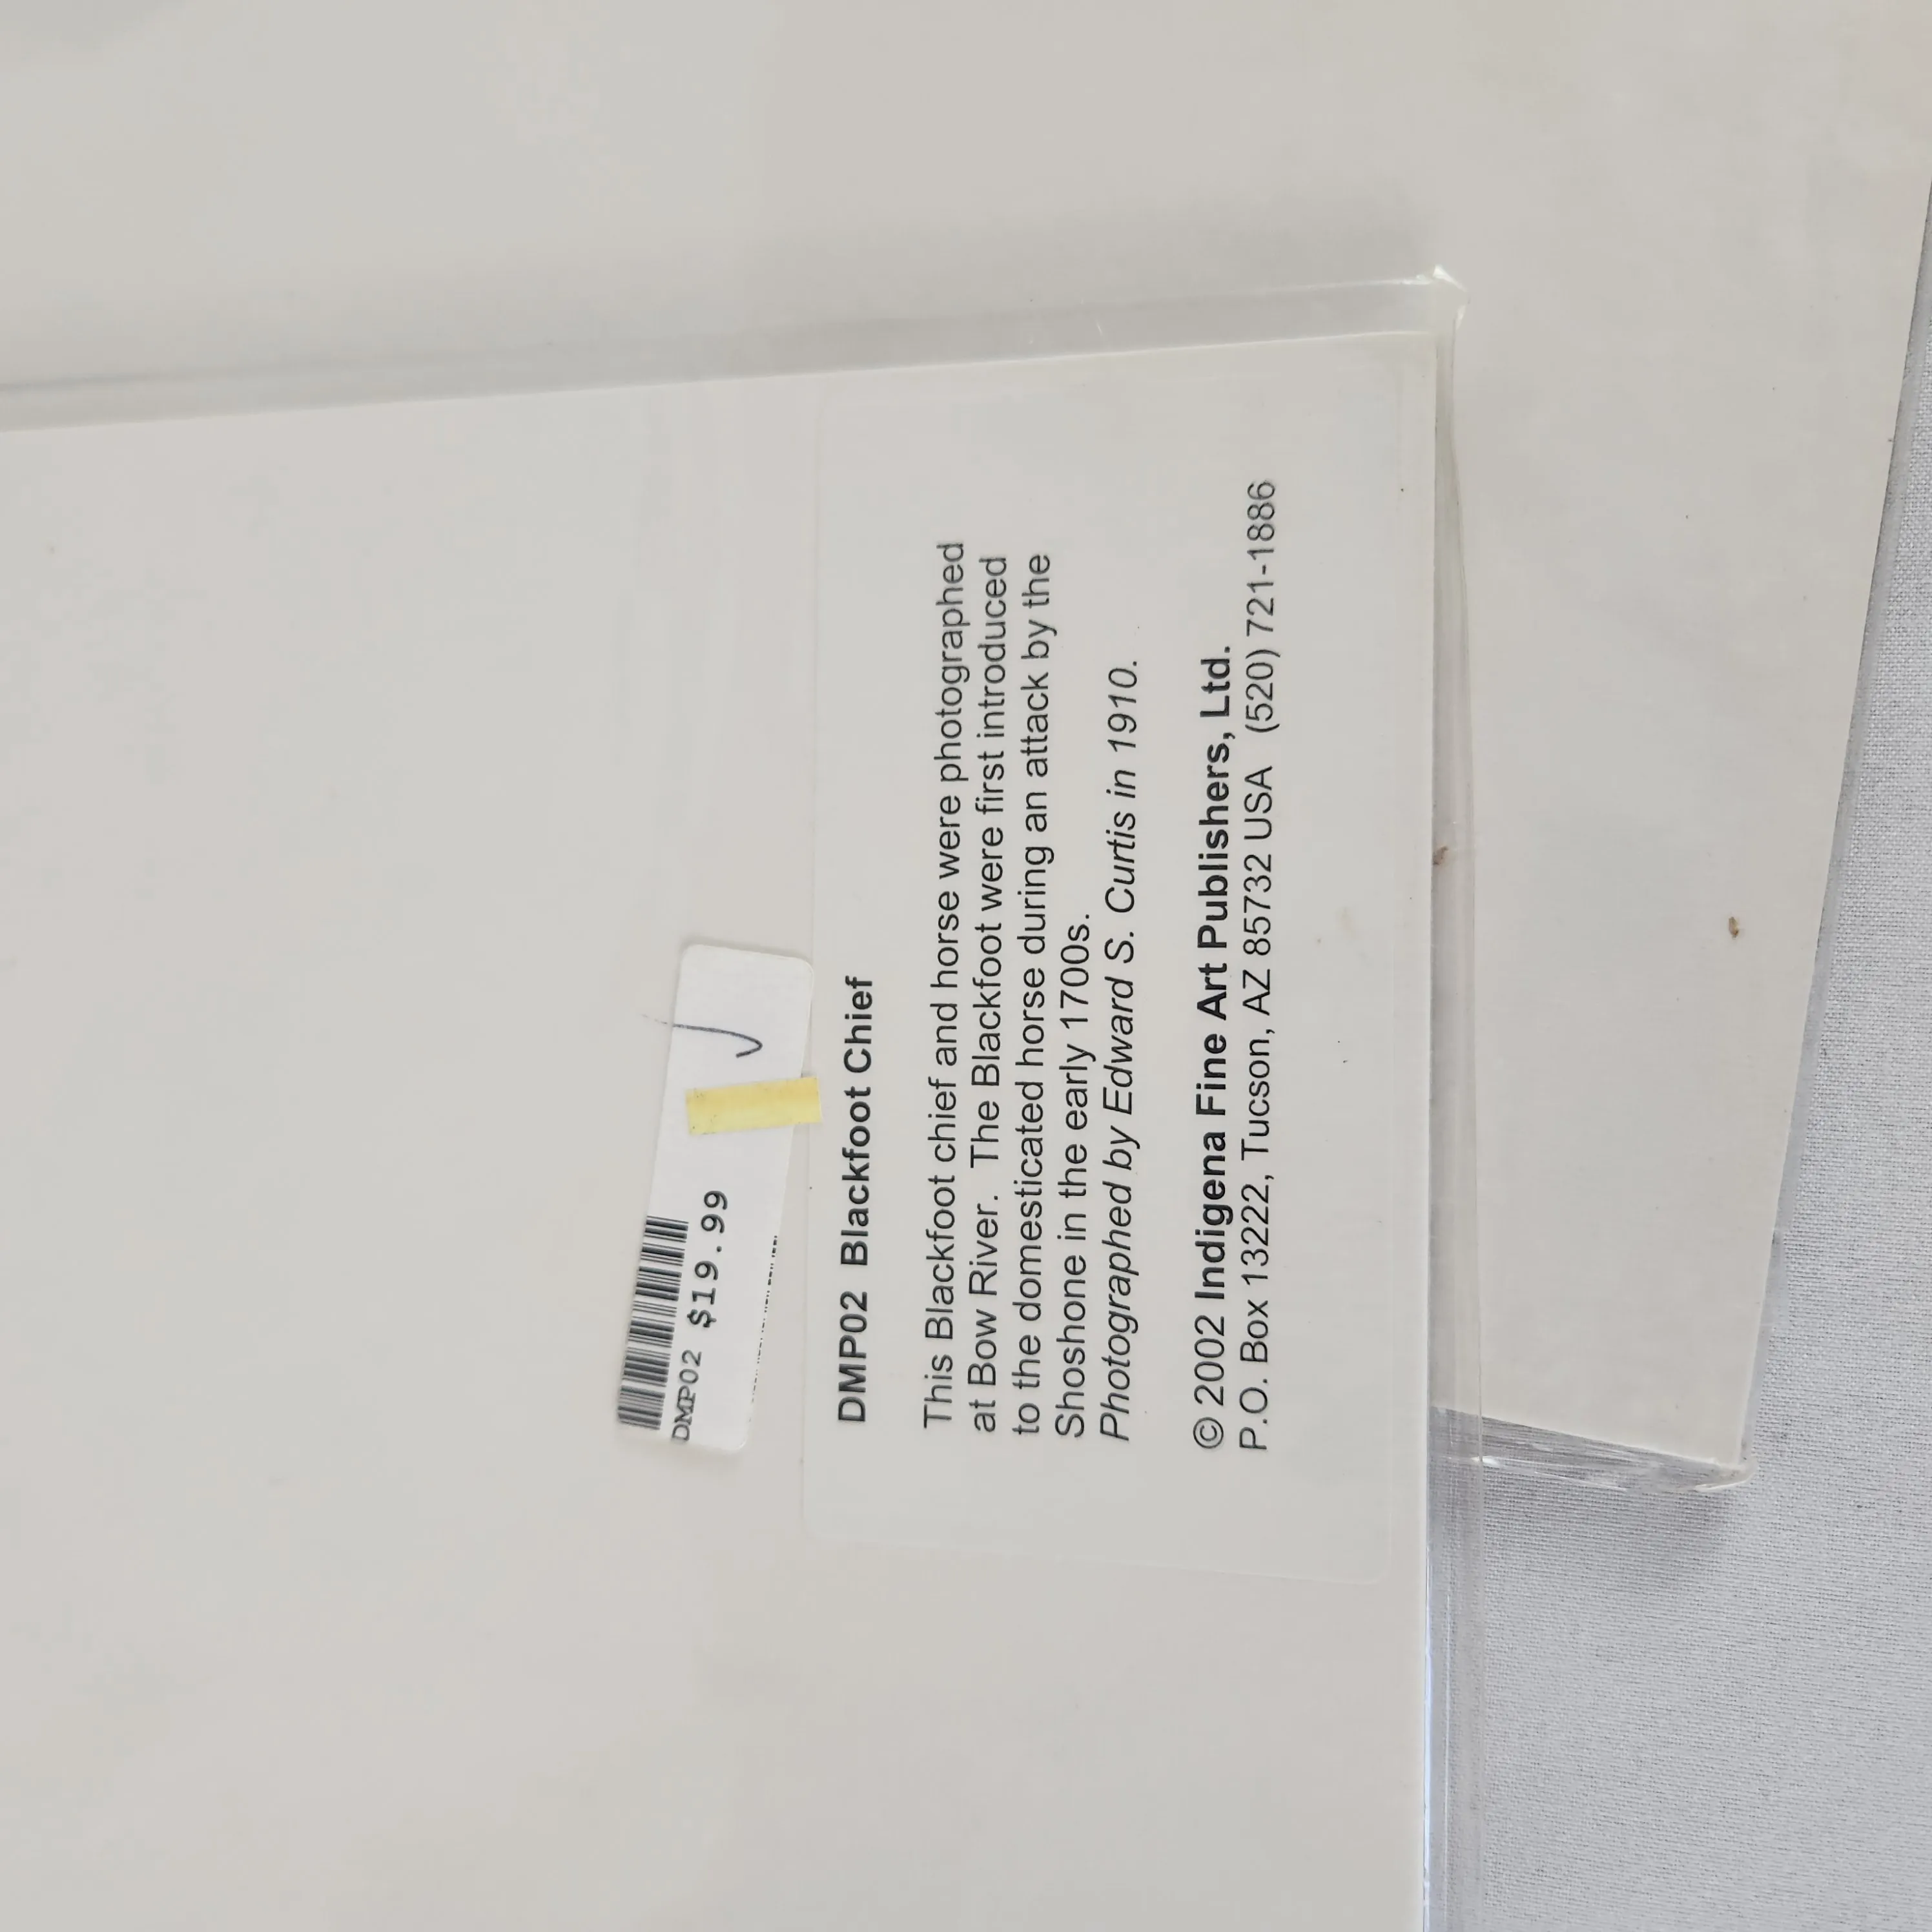 DMP02 $19.99
DMP02 Blackfoot Chief
This Blackfoot chief and horse were photographed
at Bow River. The Blackfoot were first introduced
to the domesticated horse during an attack by the
Shoshone in the early 1700s.
Photographed by Edward S. Curtis in 1910.
© 2002 Indigena Fine Art Publishers, Ltd.
P.O. Box 13222, Tucson, AZ 85732 USA (520) 721-1886